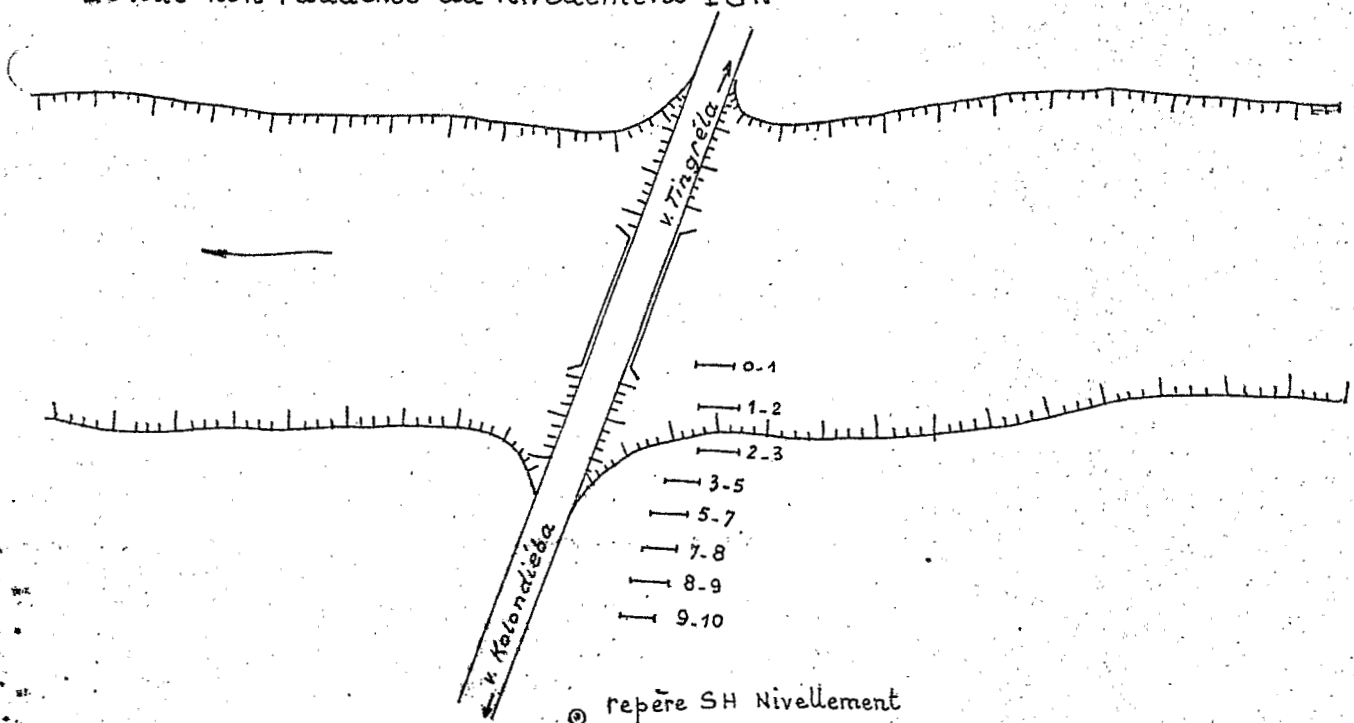 v. Tingréla
0-1
1-2
2-3
3-5
5-7
7-8
8-9
9-10
v. Kolondiéba
repère SH Nivellement